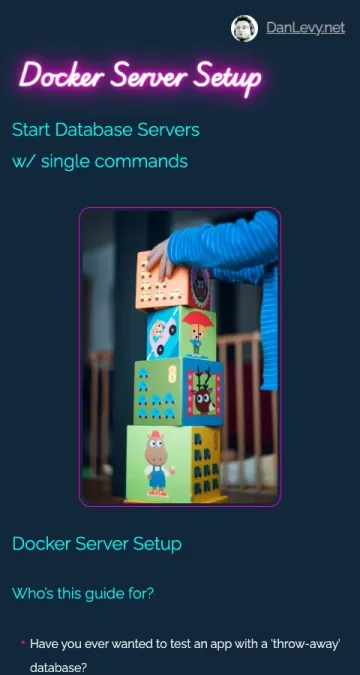 DanLevy.net
Docker Server Setup
Start Database Servers
w/ single commands
8
Docker Server Setup
Who's this guide for?
Have you ever wanted to test an app with a 'throw-away'
database?